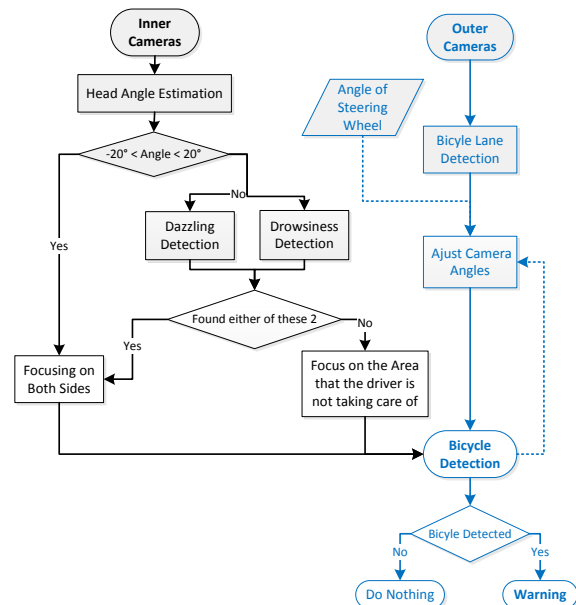 Inner
Cameras
Head Angle Estimation
-20° < Angle < 20°
No
Yes
Dazzling
Detection
Drowsiness
Detection
Found either of these 2
Yes
No
Focusing on
Both Sides
Focus on the Area
that the driver is
not taking care of
Outer
Cameras
Angle of
Steering
Wheel
Bicyle Lane
Detection
Ajust Camera
Angles
Bicycle
Detection
Bicyle Detected
No
Yes
Do Nothing
Warning